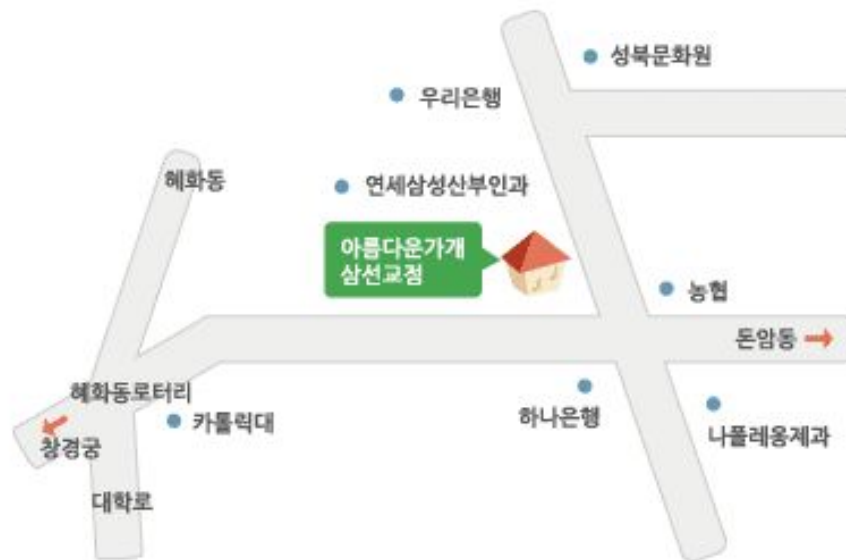 성북문화원
우리은행
혜화동
연세삼성산부인과
아름다운가게
삼선교점
농협
돈암동
혜화동로터리
하나은행
카톨릭대
나폴레옹제과
창경궁
대학로